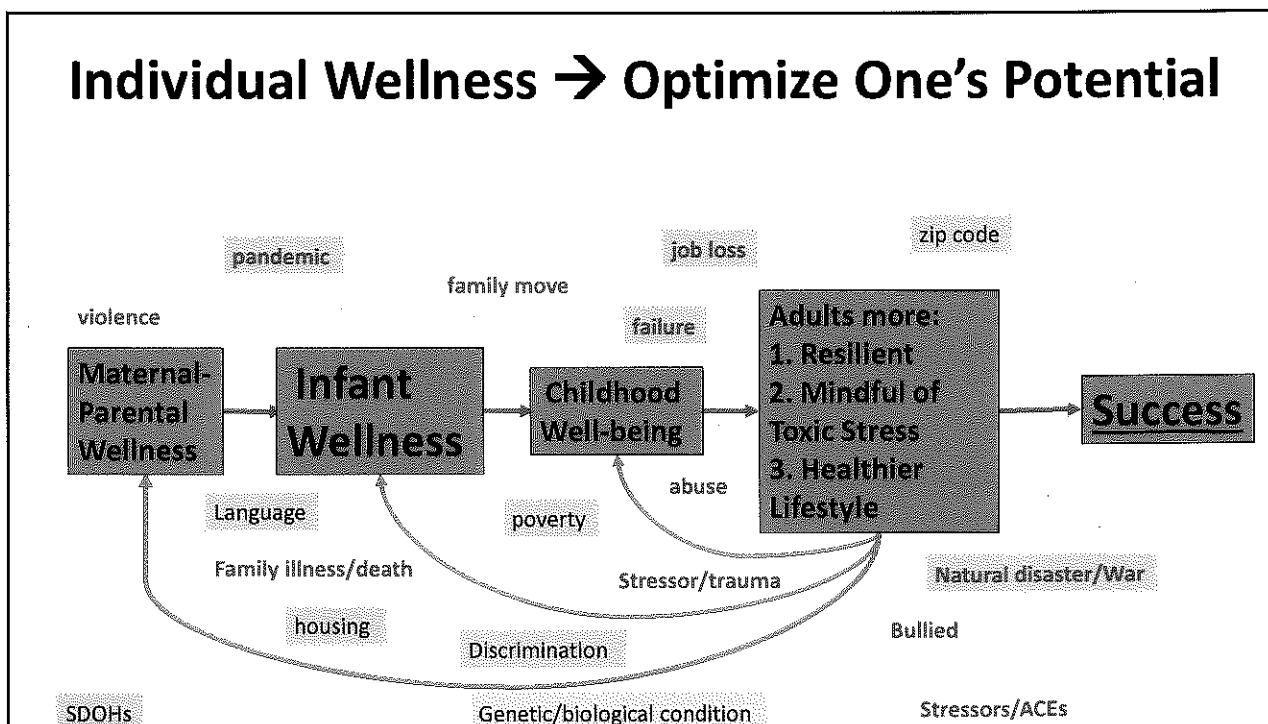 Individual Wellness → Optimize One's Potential
zip code
job loss
pandemic
family move
violence
failure
Maternal-
Parental
Wellness
Infant
Wellness
Childhood
Well-being
Adults more:
1. Resilient
2. Mindful of
Toxic Stress
3. Healthier
Lifestyle
Success
abuse
Language
poverty
Family illness/death
Stressor/trauma
Natural disaster/War
housing
Bullied
Discrimination
SDOHs
Genetic/biological condition
Stressors/ACEs